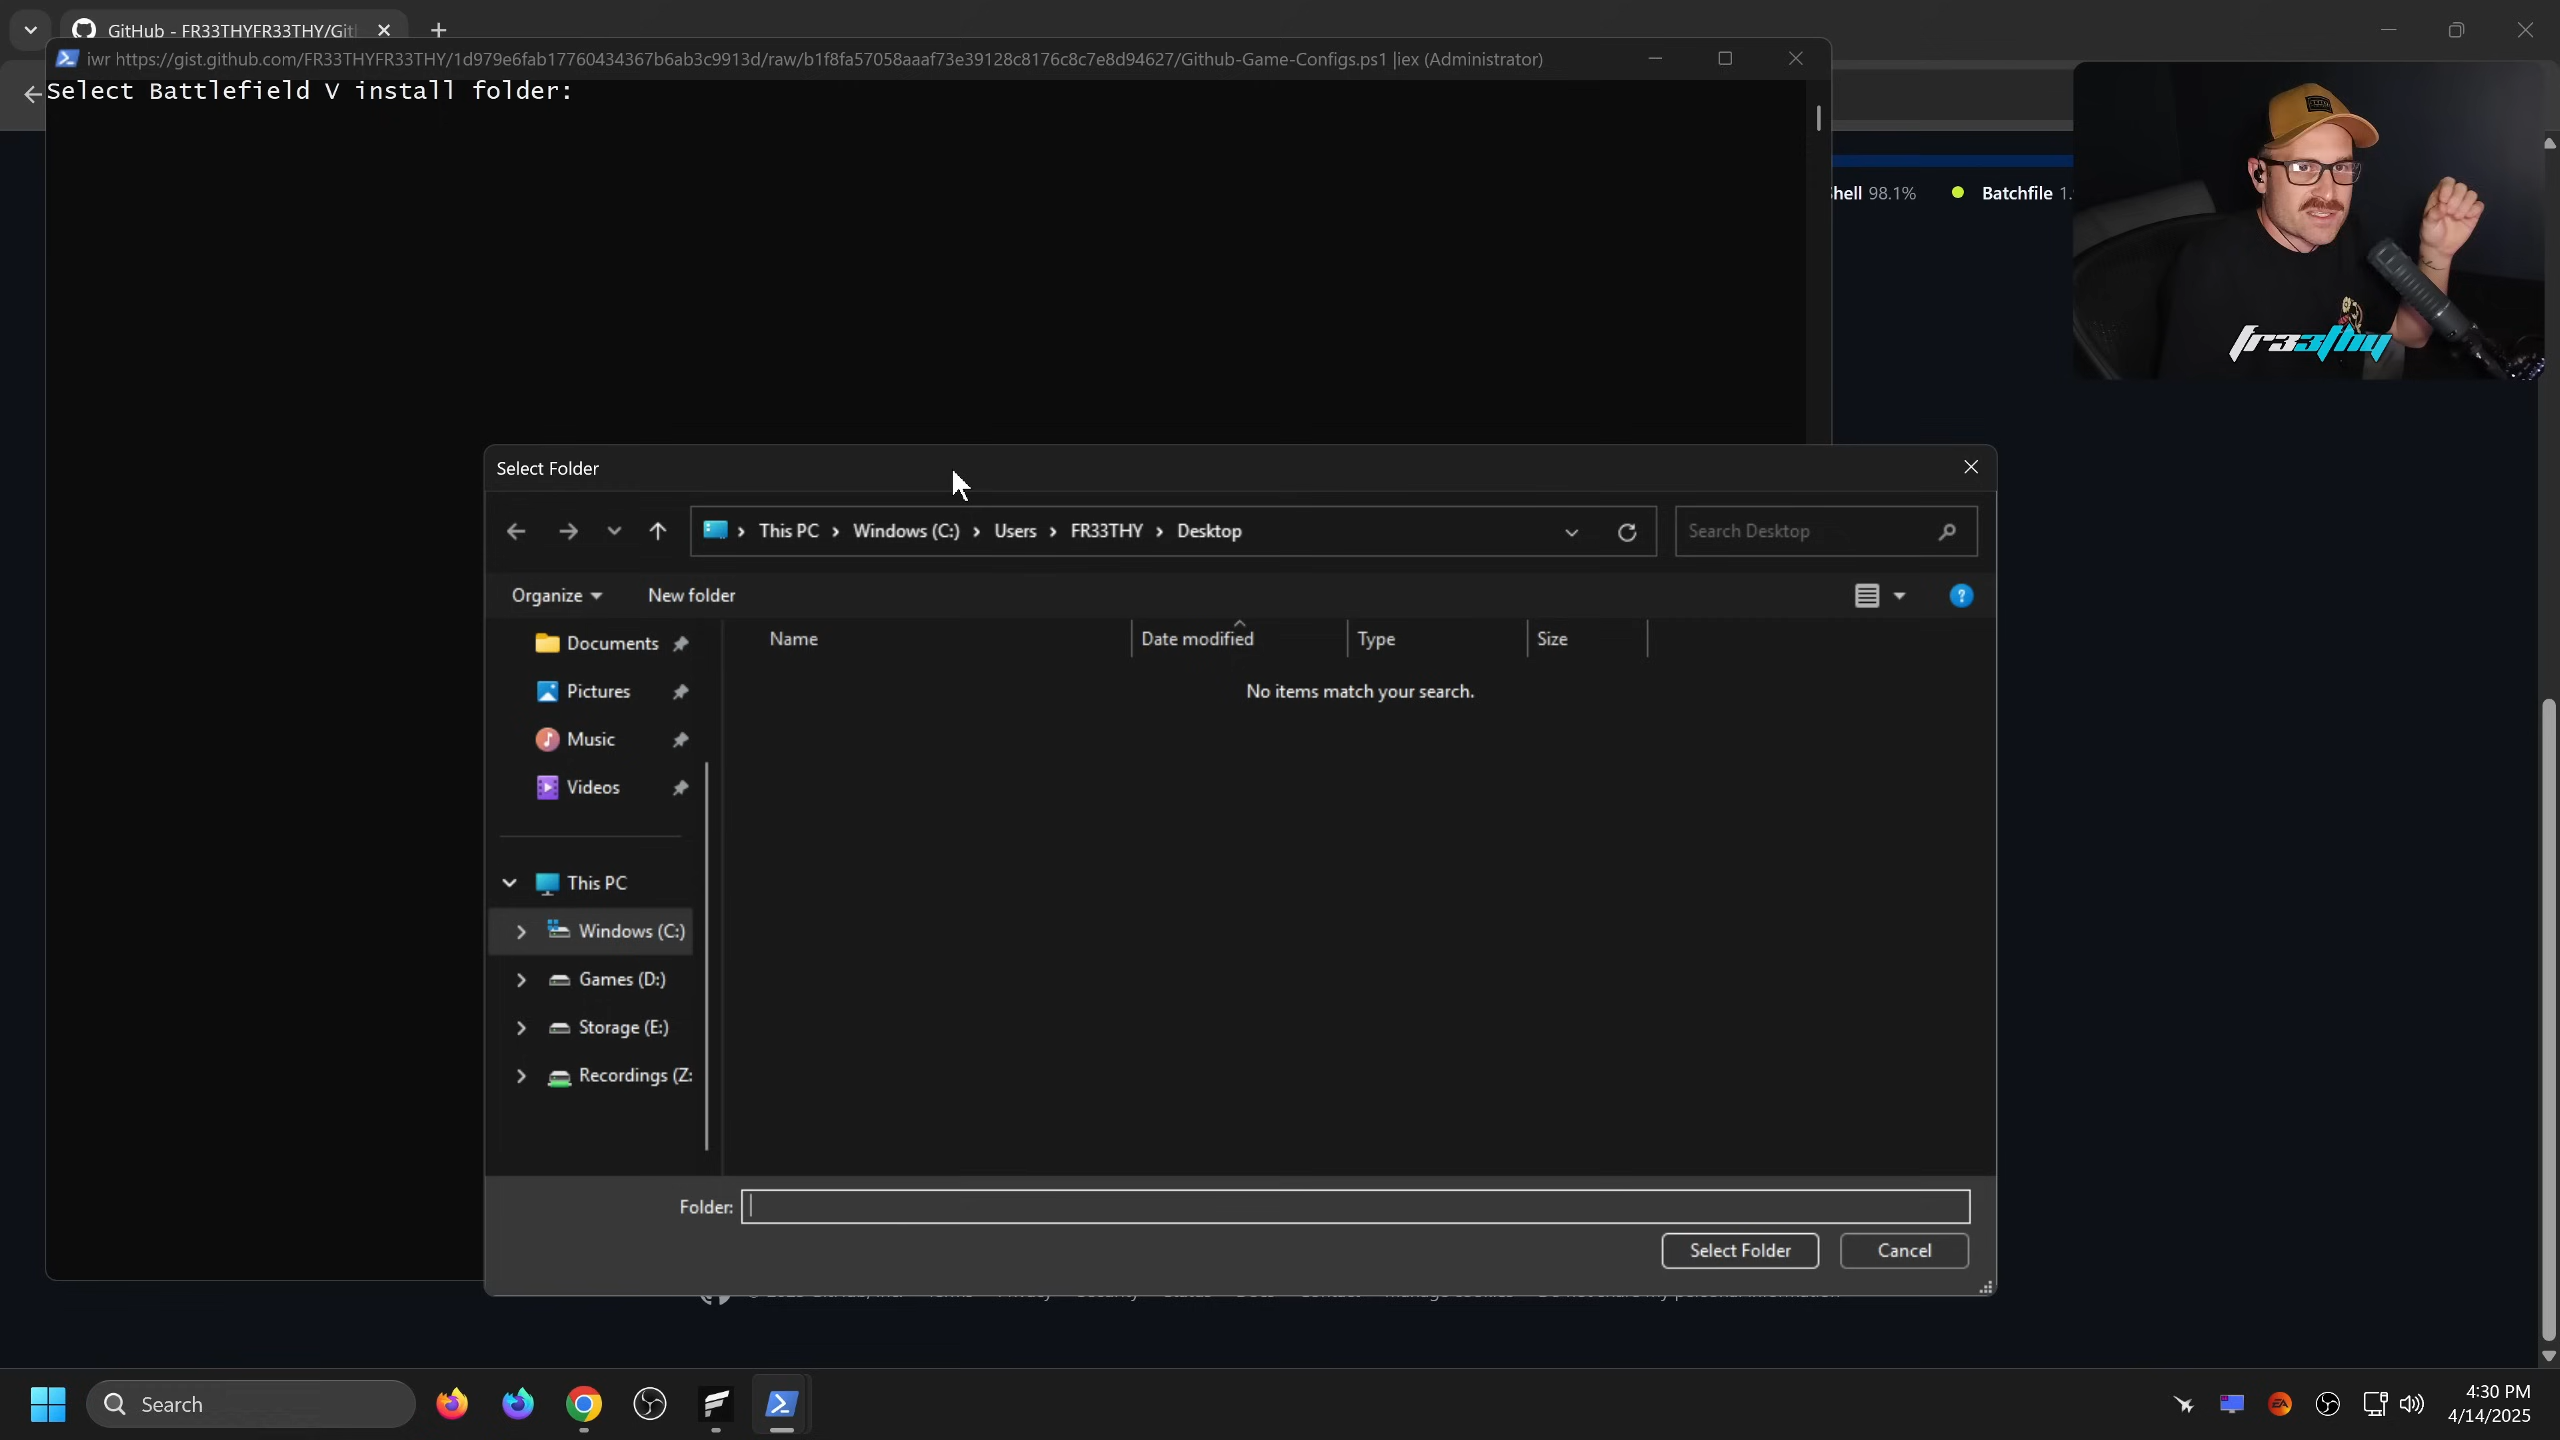 GitHub - FR33THYFR33THY/Git
iwr https://gist.github.com/FR33THYFR33THY/1d979e6fab17760434367b6ab3c9913d/raw/b1f8fa57058aaaf73e39128c8176c8c7e8d94627/Github-Game-Configs.ps1 |iex (Administrator)
Select Battlefield V install folder:
hell 98.1% Batchfile 1.
fr33thy
Select Folder
This PC > Windows (C:) > Users > FR33THY > Desktop
Search Desktop
Organize
New folder
Name
Date modified
Type
Size
No items match your search.
Documents
Pictures
Music
Videos
This PC
Windows (C:)
Games (D:)
Storage (E:)
Recordings (Z:
Folder:
Select Folder
Cancel
Search
4:30 PM
4/14/2025